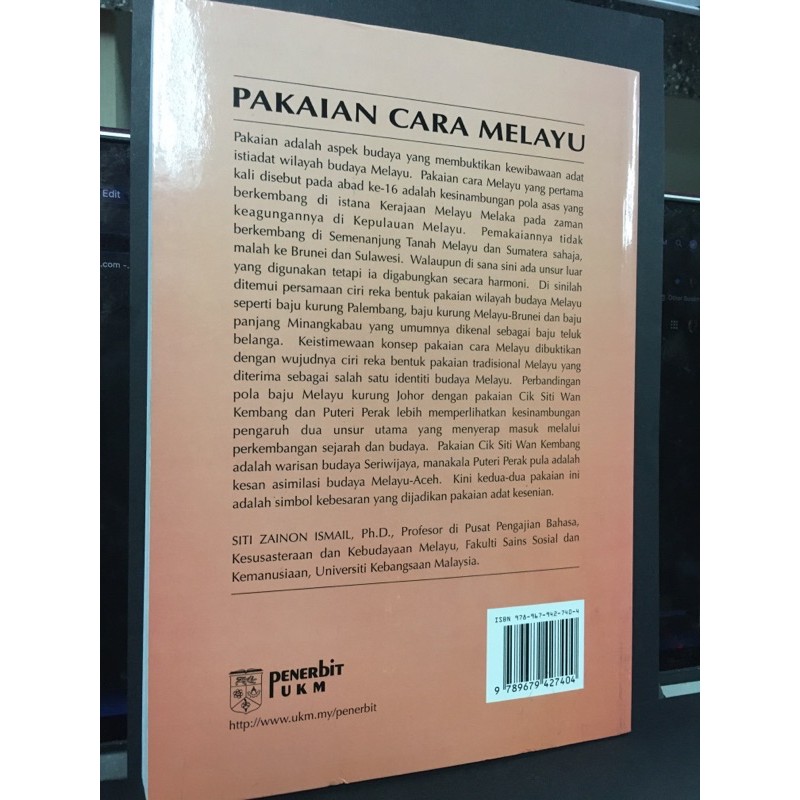 PAKAIAN CARA MELAYU
Pakaian adalah aspek budaya yang membuktikan kewibawaan adat
istiadat wilayah budaya Melayu. Pakaian cara Melayu yang pertama
kali disebut pada abad ke-16 adalah kesinambungan pola asas yang
berkembang di istana Kerajaan Melayu Melaka pada zaman
keagungannya di Kepulauan Melayu. Pemakaiannya tidak
berkembang di Semenanjung Tanah Melayu dan Sumatera sahaja,
malah ke Brunei dan Sulawesi. Walaupun di sana sini ada unsur luar
yang digunakan tetapi ia digabungkan secara harmoni. Di sinilah
ditemui persamaan ciri reka bentuk pakaian wilayah budaya Melayu
seperti baju kurung Palembang, baju kurung Melayu-Brunei dan baju
panjang Minangkabau yang umumnya dikenal sebagai baju teluk
belanga. Keistimewaan konsep pakaian cara Melayu dibuktikan
dengan wujudnya ciri reka bentuk pakaian tradisional Melayu yang
diterima sebagai salah satu identiti budaya Melayu. Perbandingan
pola baju Melayu kurung Johor dengan pakaian Cik Siti Wan
Kembang dan Puteri Perak lebih memperlihatkan kesinambungan
pengaruh dua unsur utama yang menyerap masuk melalui
perkembangan sejarah dan budaya. Pakaian Cik Siti Wan Kembang
adalah warisan budaya Seriwijaya, manakala Puteri Perak pula adalah
kesan asimilasi budaya Melayu-Aceh. Kini kedua-dua pakaian ini
adalah simbol kebesaran yang dijadikan pakaian adat kesenian.
SITI ZAINON ISMAIL, Ph.D., Profesor di Pusat Pengajian Bahasa,
Kesusasteraan dan Kebudayaan Melayu, Fakulti Sains Sosial dan
Kemanusiaan, Universiti Kebangsaan Malaysia.
ISBN 978-967-942-740-4
9 789679 427404
PENERBIT
UKM
http://www.ukm.my/penerbit
Edit
.com -